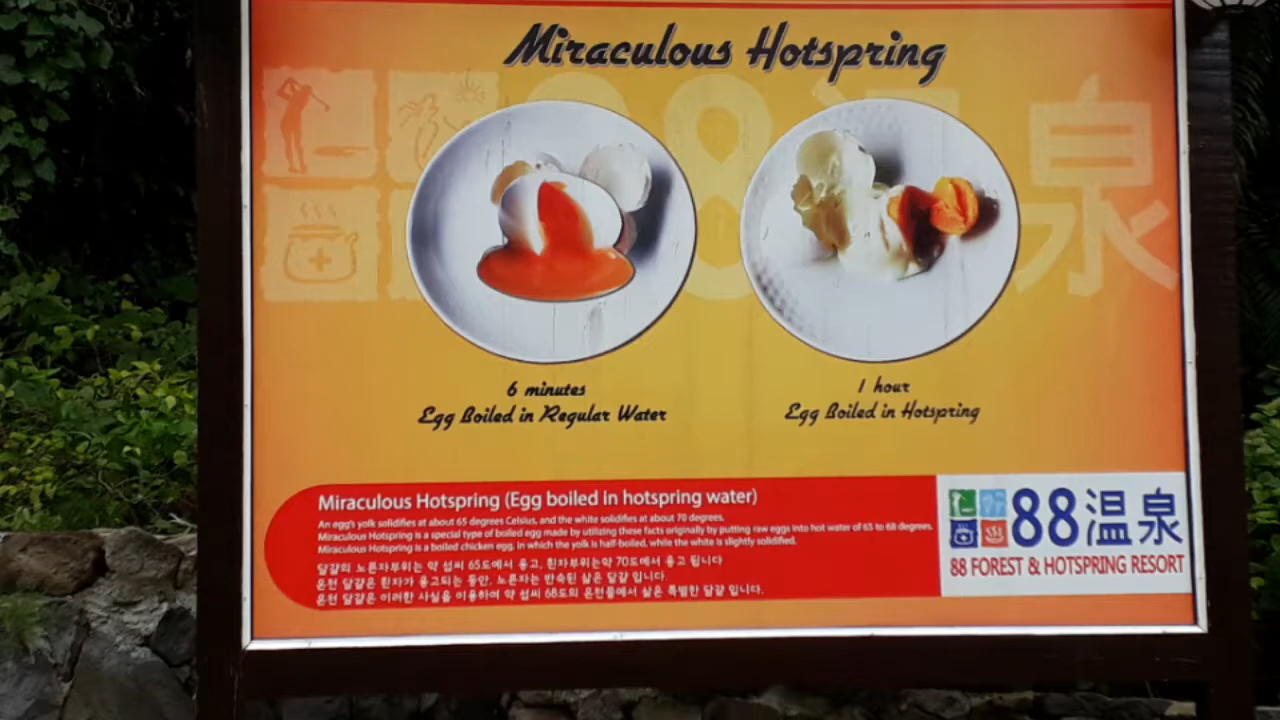 Miraculous Hotspring
88温泉
6 minutes
Egg Boiled in Regular Water
1 hour
Egg Boiled in Hotspring
Miraculous Hotspring (Egg boiled in hotspring water)
An egg's yolk solidifies at about 65 degrees Celsius, and the white solidifies at about 70 degrees.
Miraculous Hotspring is a special type of boiled egg made by utilizing these facts originally by putting raw eggs into hot water of 65 to 68 degrees.
Miraculous Hotspring is a boiled chicken egg, in which the yolk is half-boiled, while the white is slightly solidified.
달걀의 노른자부위는 약 섭씨 65도에서 응고, 흰자부위는약 70도에서 응고 됩니다
온천 달걀은 흰자가 응고되는 동안, 노른자는 반숙된 삶은 달걀 입니다.
온천 달걀은 이러한 사실을 이용하여 약 섭씨 68도의 온천물에서 삶은 특별한 달걀 입니다.
88温泉
88 FOREST & HOTSPRING RESORT